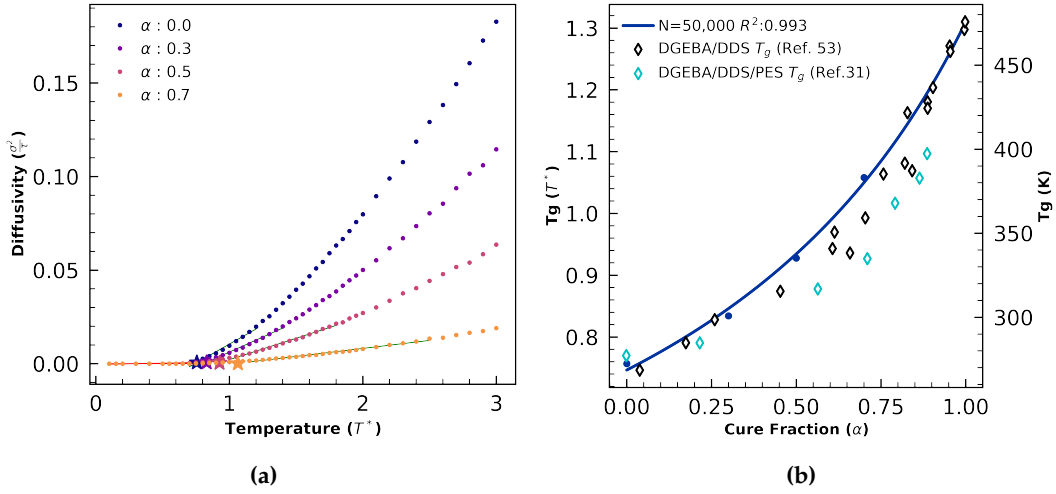 α : 0.0
α : 0.3
α : 0.5
α : 0.7
Diffusivity (σ²/τ)
0.15
0.10
0.05
0.00
0 1 2 3
Temperature (T*)
(a)
N=50,000 R²:0.993
DGEBA/DDS Tg (Ref. 53)
DGEBA/DDS/PES Tg (Ref.31)
Tg (T*)
1.3
1.2
1.1
1.0
0.9
0.8
0.00 0.25 0.50 0.75 1.00
Cure Fraction (α)
450
400
350
300
Tg (K)
(b)